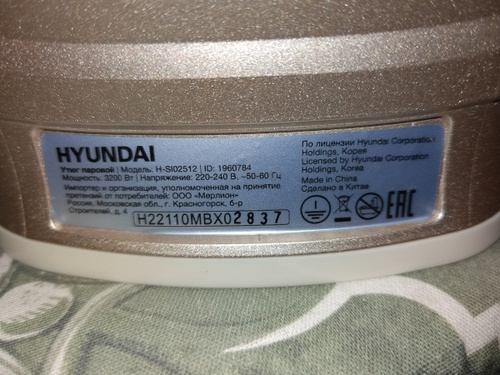 HYUNDAI
Утюг паровой | Модель: H-SI02512 | ID: 1960784
Мощность: 3200 Вт | Напряжение: 220-240 В, ~50-60 Гц
Импортер и организация, уполномоченная на принятие
претензий от потребителей: ООО «Мерлион»
Россия, Московская обл., г. Красногорск, б-р
Строителей, д. 4
H22110MBX02837
По лицензии Hyundai Corporation
Holdings, Корея
Licensed by Hyundai Corporation
Holdings, Korea
Made in China
Сделано в Китае
EAC